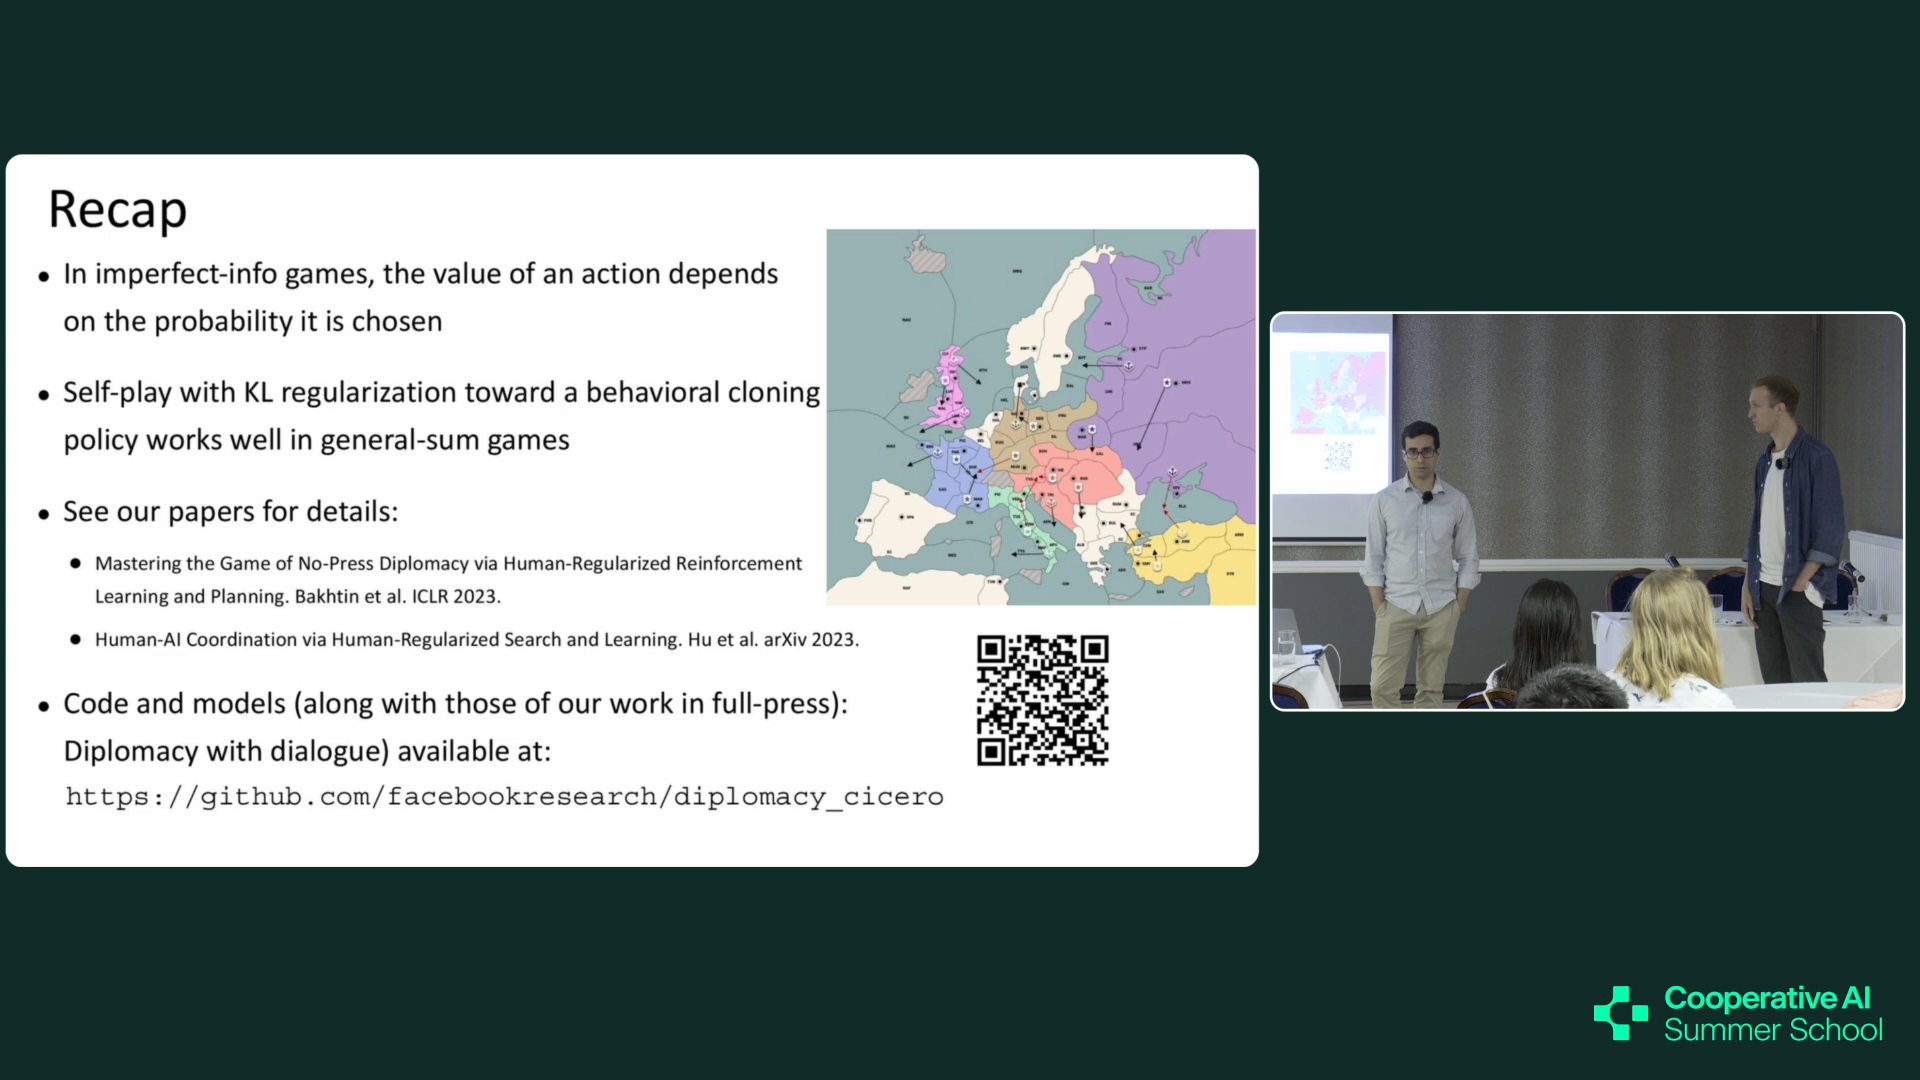 Recap
• In imperfect-info games, the value of an action depends
on the probability it is chosen
• Self-play with KL regularization toward a behavioral cloning
policy works well in general-sum games
• See our papers for details:
• Mastering the Game of No-Press Diplomacy via Human-Regularized Reinforcement
Learning and Planning. Bakhtin et al. ICLR 2023.
• Human-AI Coordination via Human-Regularized Search and Learning. Hu et al. arXiv 2023.
• Code and models (along with those of our work in full-press):
Diplomacy with dialogue) available at:
https://github.com/facebookresearch/diplomacy_cicero
Cooperative AI
Summer School